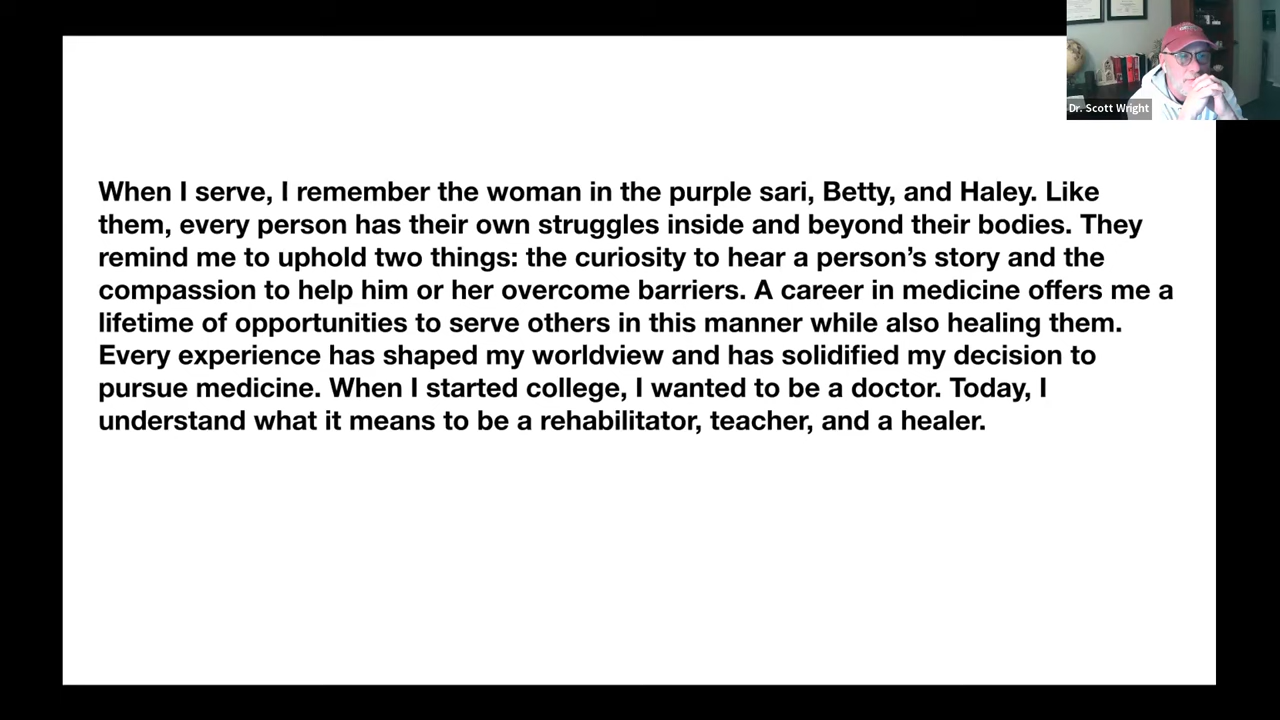 Dr. Scott Wright
When I serve, I remember the woman in the purple sari, Betty, and Haley. Like
them, every person has their own struggles inside and beyond their bodies. They
remind me to uphold two things: the curiosity to hear a person’s story and the
compassion to help him or her overcome barriers. A career in medicine offers me a
lifetime of opportunities to serve others in this manner while also healing them.
Every experience has shaped my worldview and has solidified my decision to
pursue medicine. When I started college, I wanted to be a doctor. Today, I
understand what it means to be a rehabilitator, teacher, and a healer.